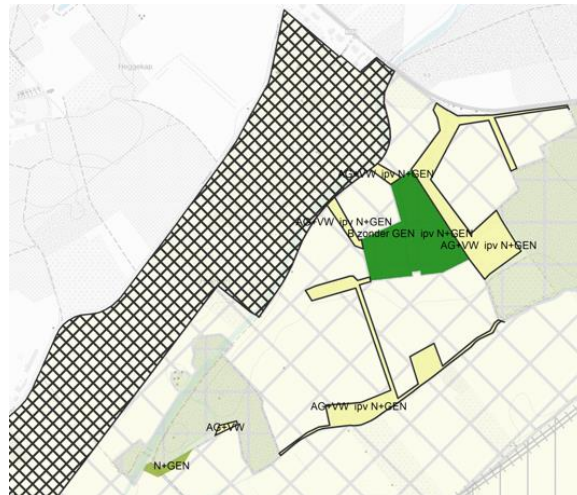 Heggekap
AG+VW ipv N+GEN
AG+VW ipv N+GEN
B zonder GEN ipv N+GEN
AG+VW ipv N+GEN
AG+VW ipv N+GEN
AG+VW
N+GEN